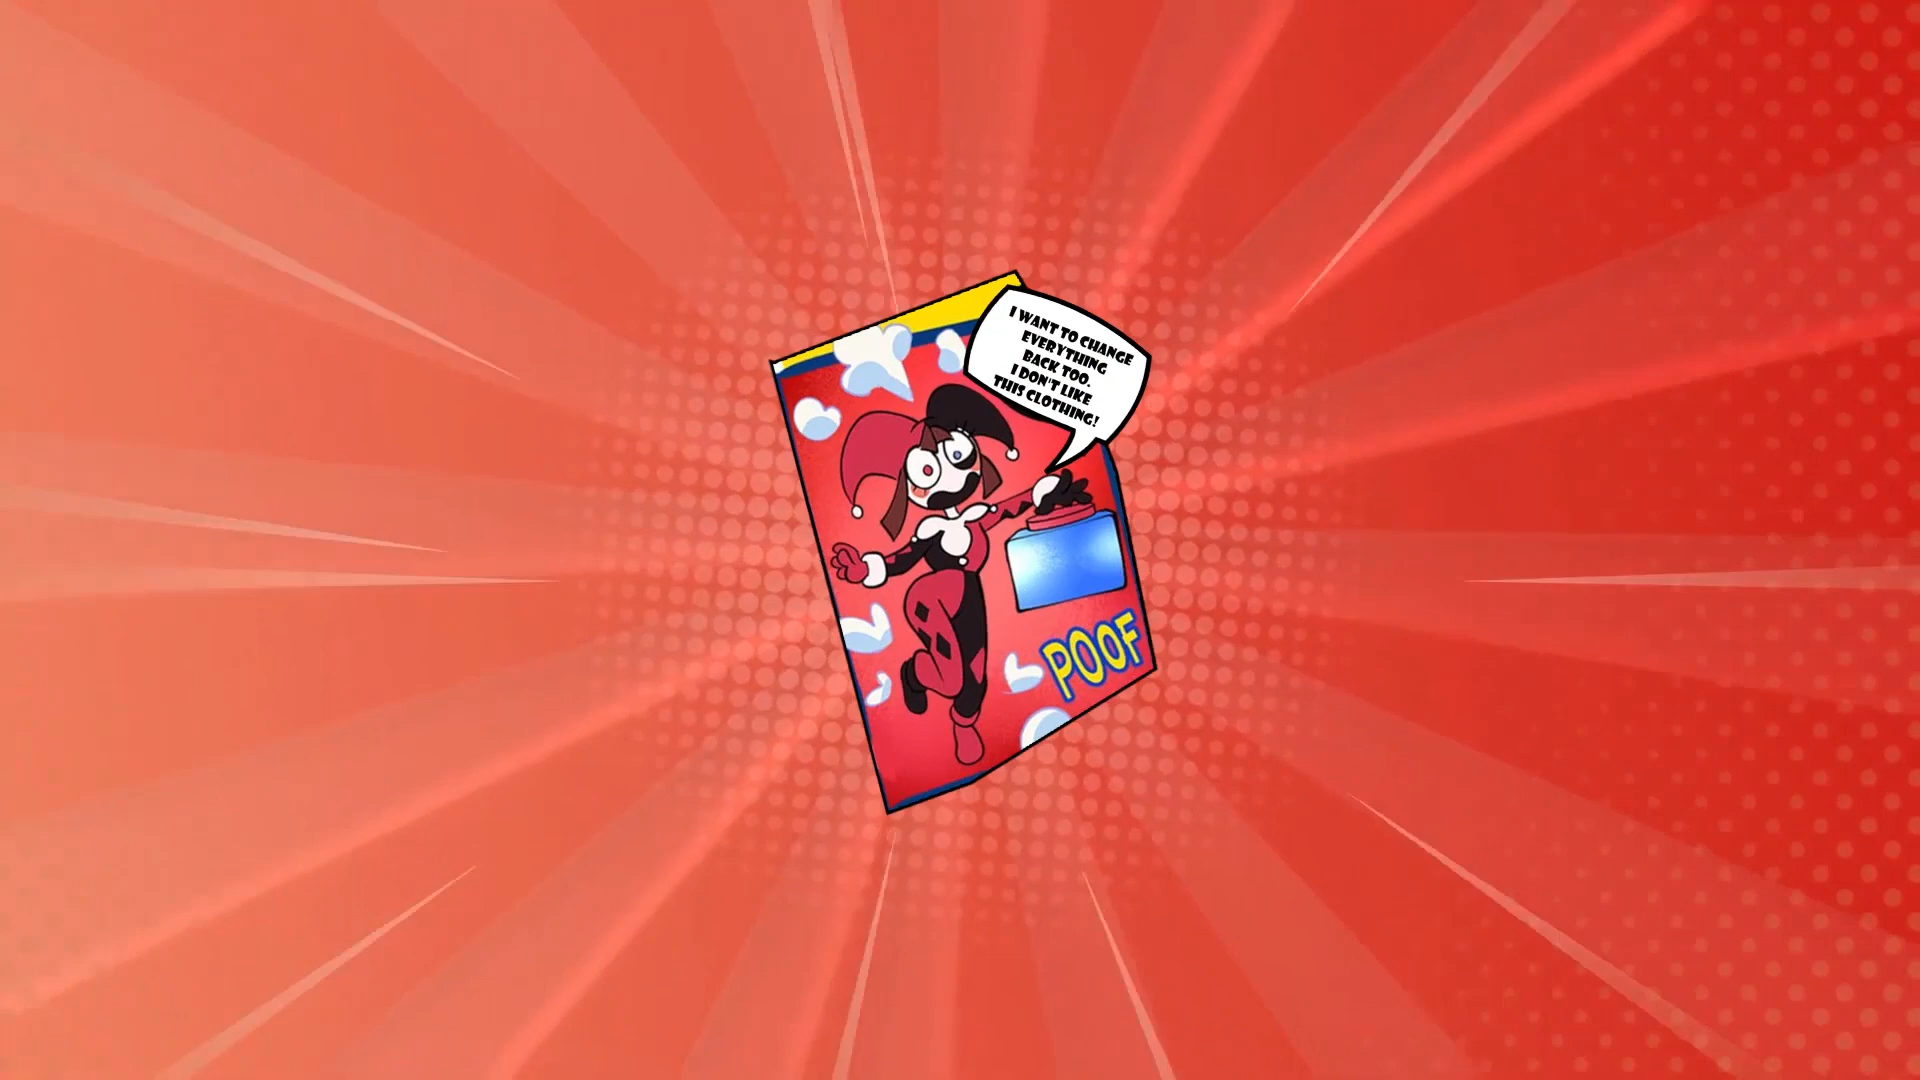 I WANT TO CHANGE
EVERYTHING
BACK TOO.
I DON'T LIKE
THIS CLOTHING!
POOF